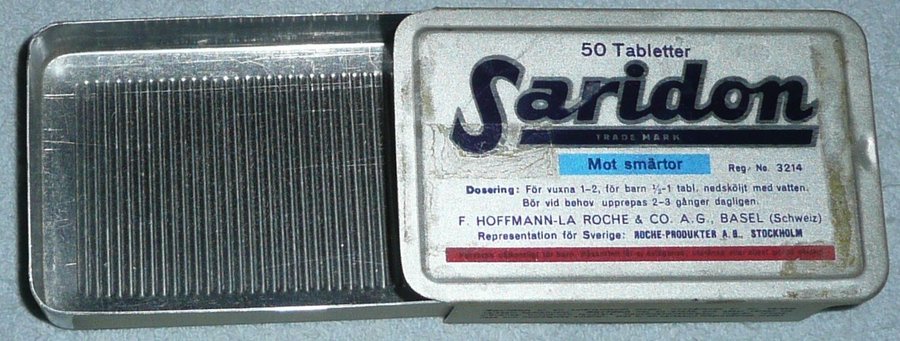 50 Tabletter
Saridon
TRADE MARK
Mot smärtor
Reg. No. 3214
Dosering: För vuxna 1-2, för barn ½-1 tabl. nedsköljt med vatten.
Bör vid behov upprepas 2-3 gånger dagligen.
F. HOFFMANN-LA ROCHE & CO. A.G., BASEL (Schweiz)
Representation för Sverige: ROCHE-PRODUKTER A.B., STOCKHOLM
för barn